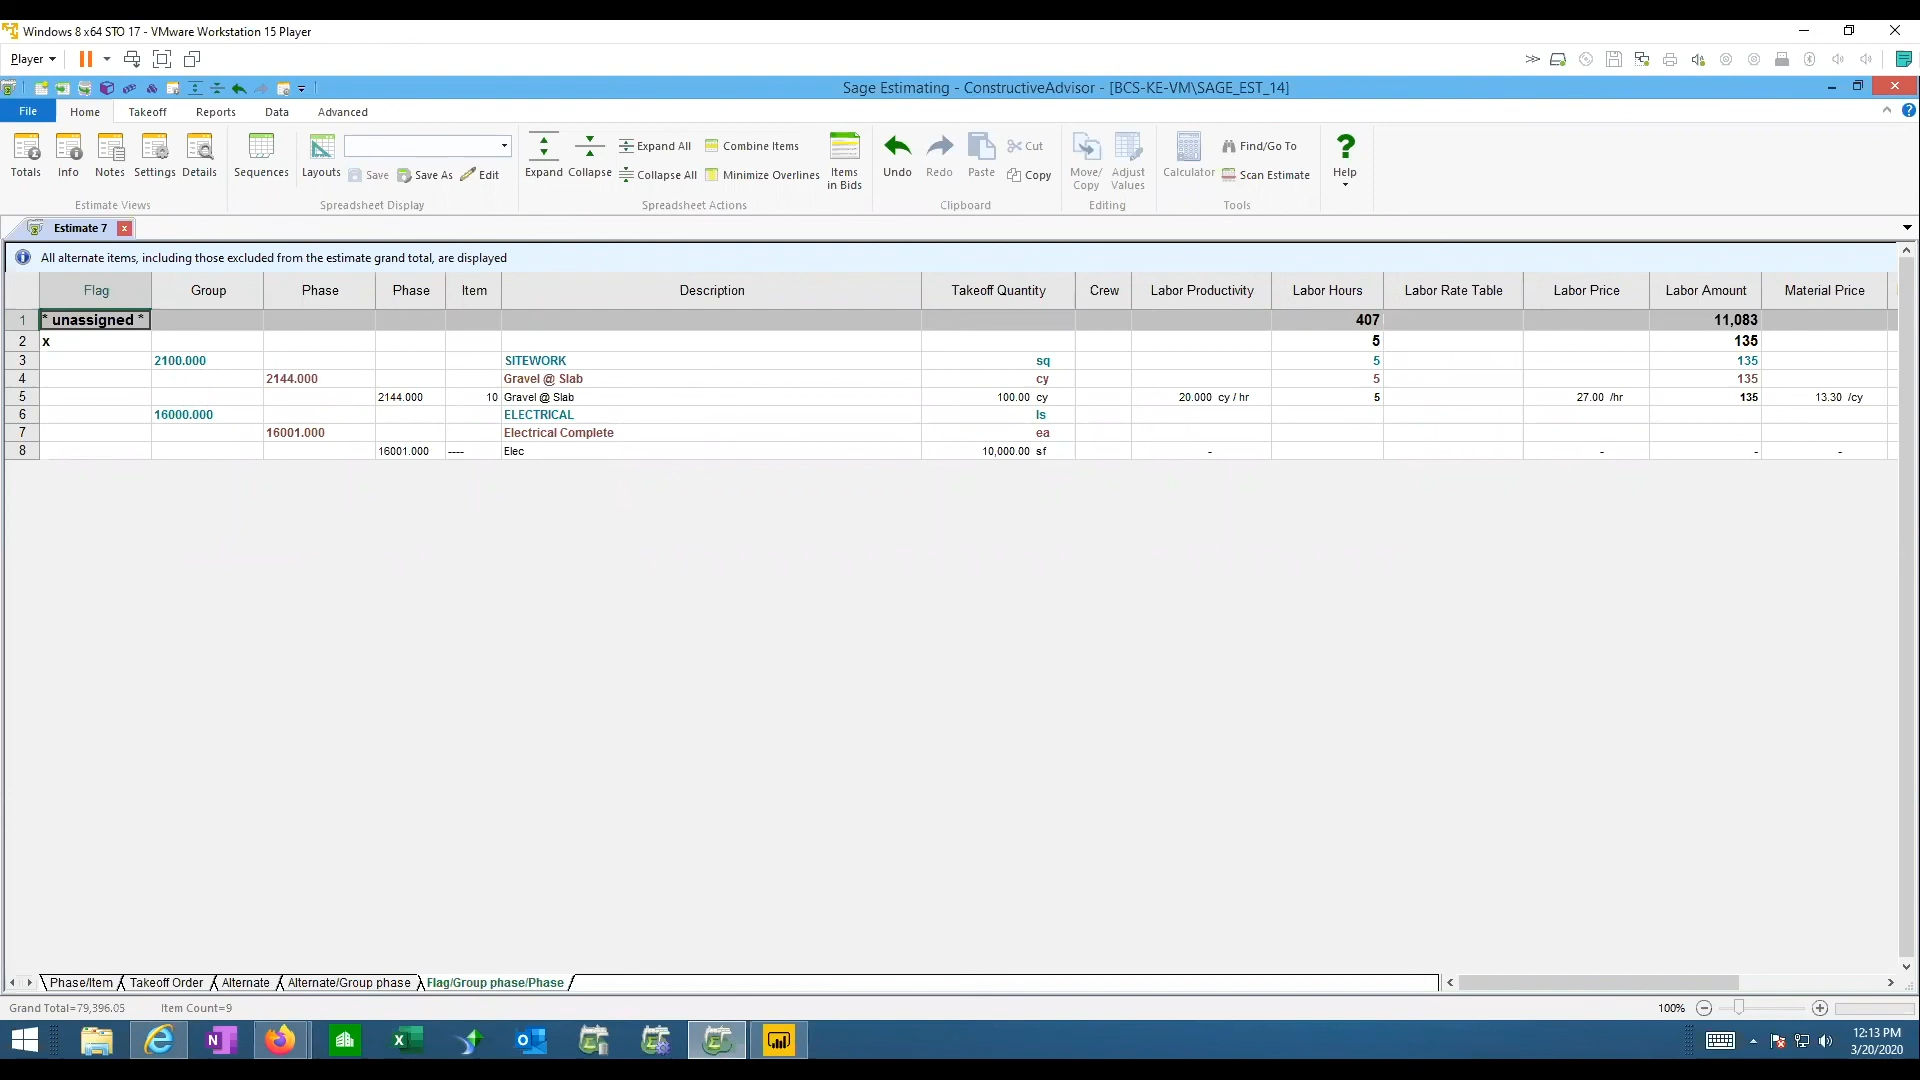 Windows 8 x64 STO 17 - VMware Workstation 15 Player
Player
Sage Estimating - ConstructiveAdvisor - [BCS-KE-VM\SAGE_EST_14]
File Home Takeoff Reports Data Advanced
Expand All Combine Items Cut Find/Go To
Totals Info Notes Settings Details Sequences Layouts Save Save As Edit Expand Collapse Collapse All Minimize Overlines Items in Bids Undo Redo Paste Copy Move/ Copy Adjust Values Calculator Scan Estimate Help
Estimate Views Spreadsheet Display Spreadsheet Actions Clipboard Editing Tools
Estimate 7
All alternate items, including those excluded from the estimate grand total, are displayed
Flag Group Phase Phase Item Description Takeoff Quantity Crew Labor Productivity Labor Hours Labor Rate Table Labor Price Labor Amount Material Price
1 * unassigned * 407 11,083
2 x 5 135
3 2100.000 SITEWORK sq 5 135
4 2144.000 Gravel @ Slab cy 5 135
5 2144.000 10 Gravel @ Slab 100.00 cy 20.000 cy / hr 5 27.00 /hr 135 13.30 /cy
6 16000.000 ELECTRICAL ls
7 16001.000 Electrical Complete ea
8 16001.000 ---- Elec 10,000.00 sf - - - -
Phase/Item Takeoff Order Alternate Alternate/Group phase Flag/Group phase/Phase
Grand Total=79,396.05 Item Count=9 100%
12:13 PM
3/20/2020